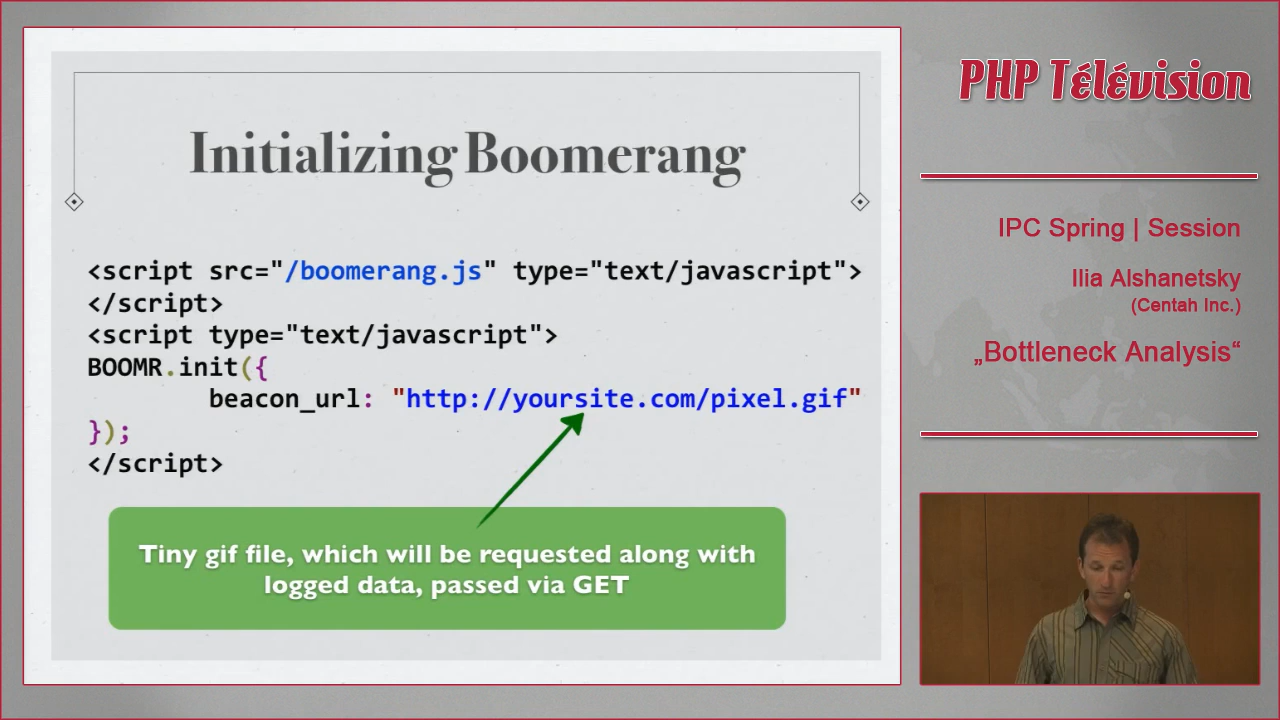 Initializing Boomerang
<script src="/boomerang.js" type="text/javascript">
</script>
<script type="text/javascript">
BOOMR.init({
beacon_url: "http://yoursite.com/pixel.gif"
});
</script>
Tiny gif file, which will be requested along with
logged data, passed via GET
PHP Télévision
IPC Spring | Session
Ilia Alshanetsky
(Centah Inc.)
„Bottleneck Analysis“